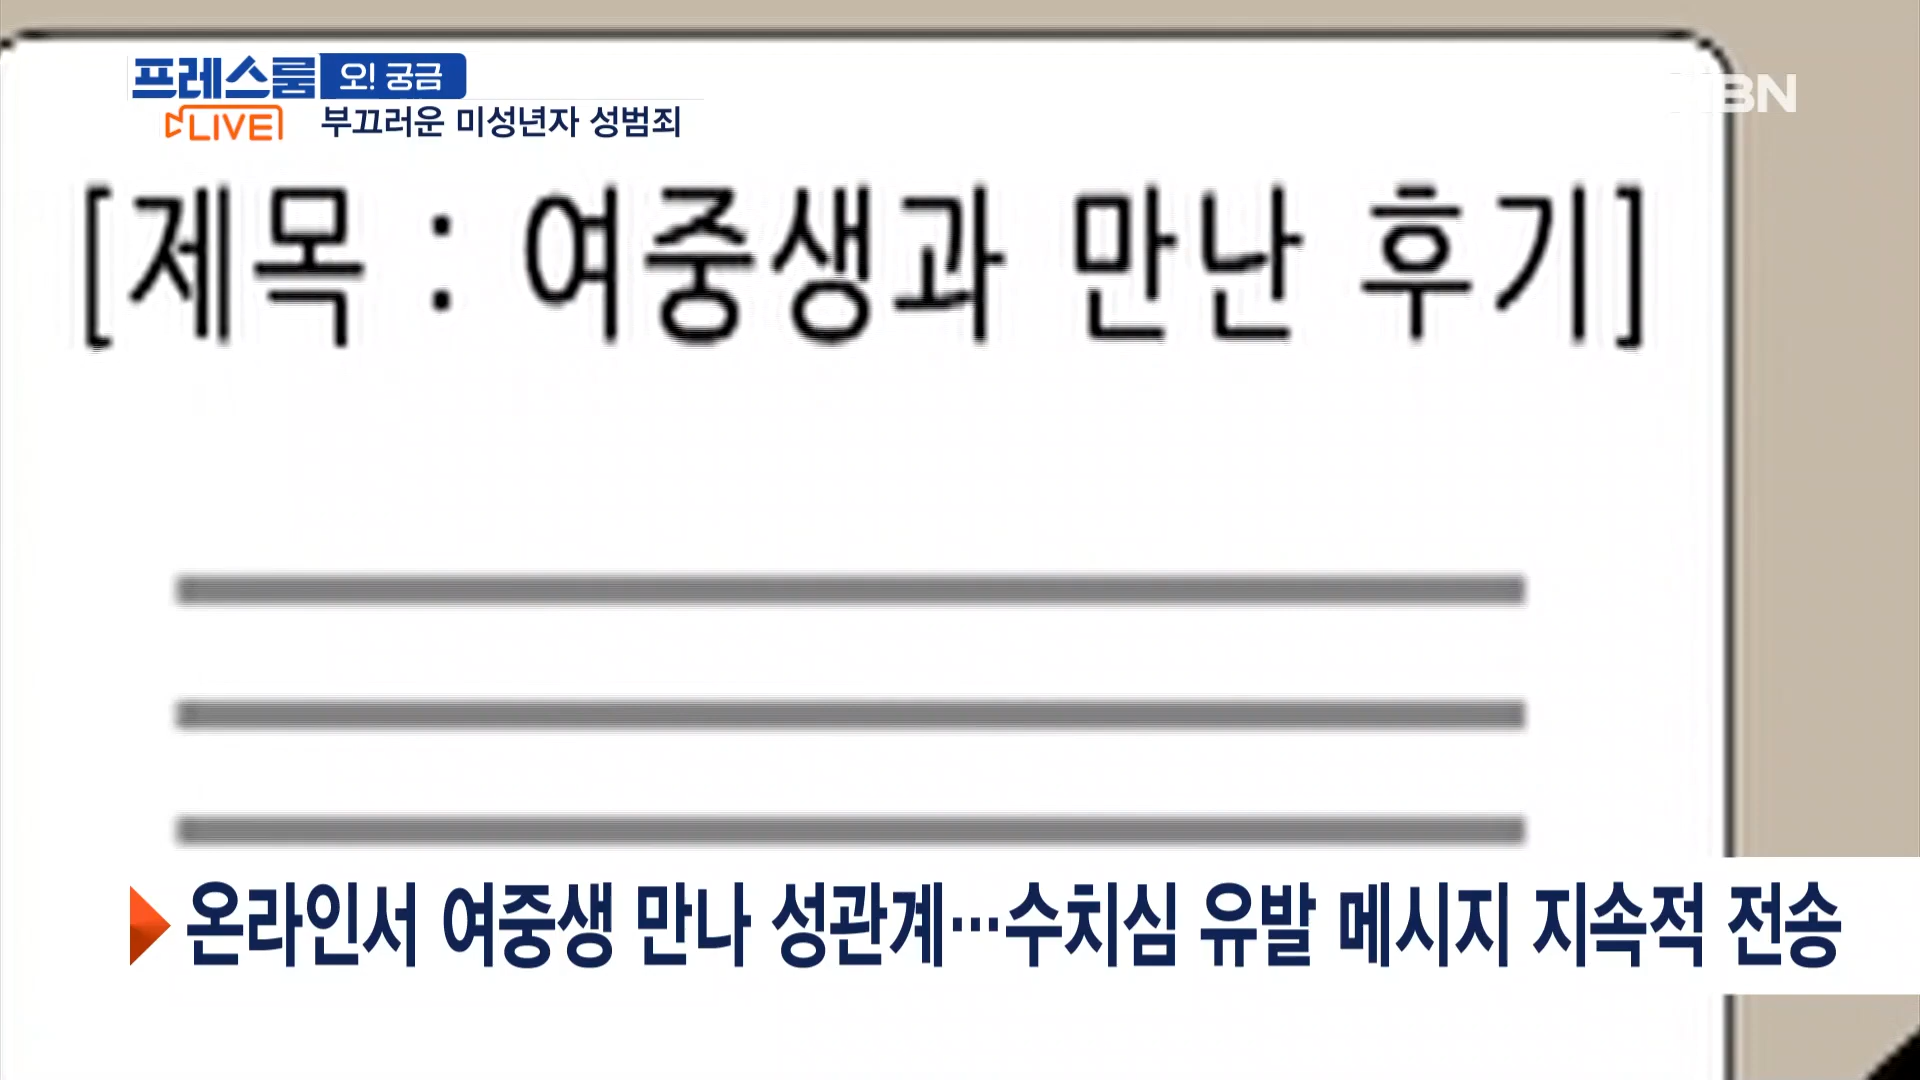 프레스룸 오! 궁금
LIVE 부끄러운 미성년자 성범죄
MBN
[제목 : 여중생과 만난 후기]
온라인서 여중생 만나 성관계…수치심 유발 메시지 지속적 전송